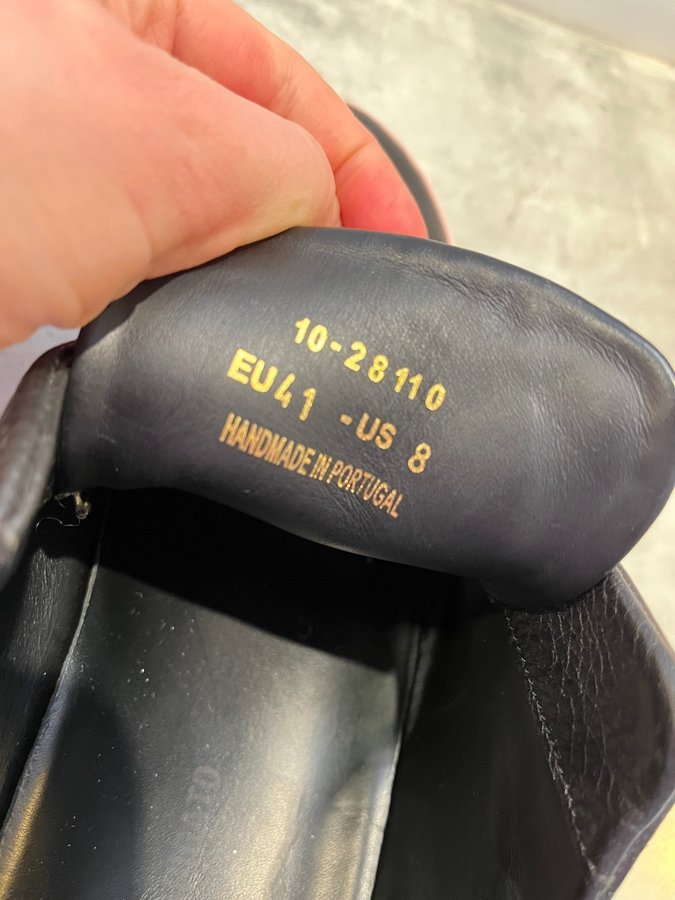 10-28110
EU41 -US 8
HANDMADE IN PORTUGAL